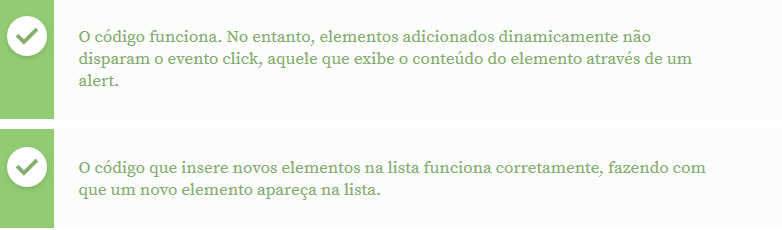 O código funciona. No entanto, elementos adicionados dinamicamente não
disparam o evento click, aquele que exibe o conteúdo do elemento através de um
alert.
O código que insere novos elementos na lista funciona corretamente, fazendo com
que um novo elemento apareça na lista.